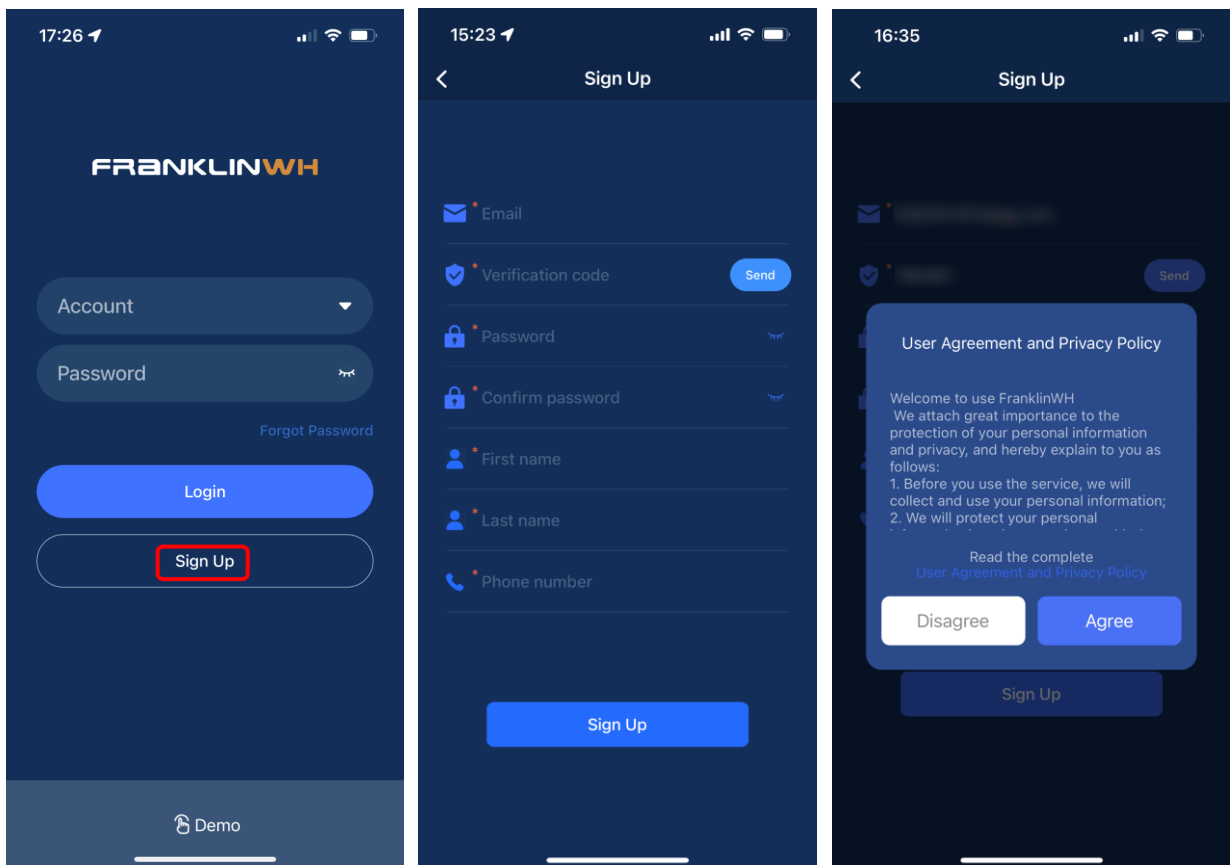 17:26
FRANKLINWH
Account
Password
Forgot Password
Login
Sign Up
Demo
15:23
Sign Up
* Email
* Verification code
Send
* Password
* Confirm password
* First name
* Last name
* Phone number
Sign Up
16:35
Sign Up
*
*
Send
User Agreement and Privacy Policy
Welcome to use FranklinWH
We attach great importance to the
protection of your personal information
and privacy, and hereby explain to you as
follows:
1. Before you use the service, we will
collect and use your personal information;
2. We will protect your personal
Read the complete
User Agreement and Privacy Policy
Disagree
Agree
Sign Up